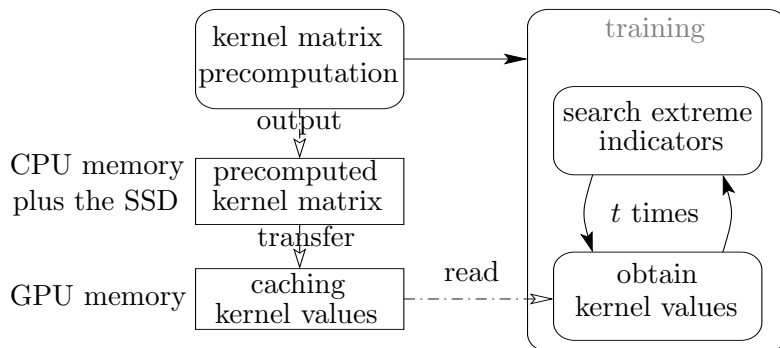 kernel matrix
precomputation
output
CPU memory
plus the SSD
precomputed
kernel matrix
transfer
GPU memory
caching
kernel values
read
training
search extreme
indicators
t times
obtain
kernel values